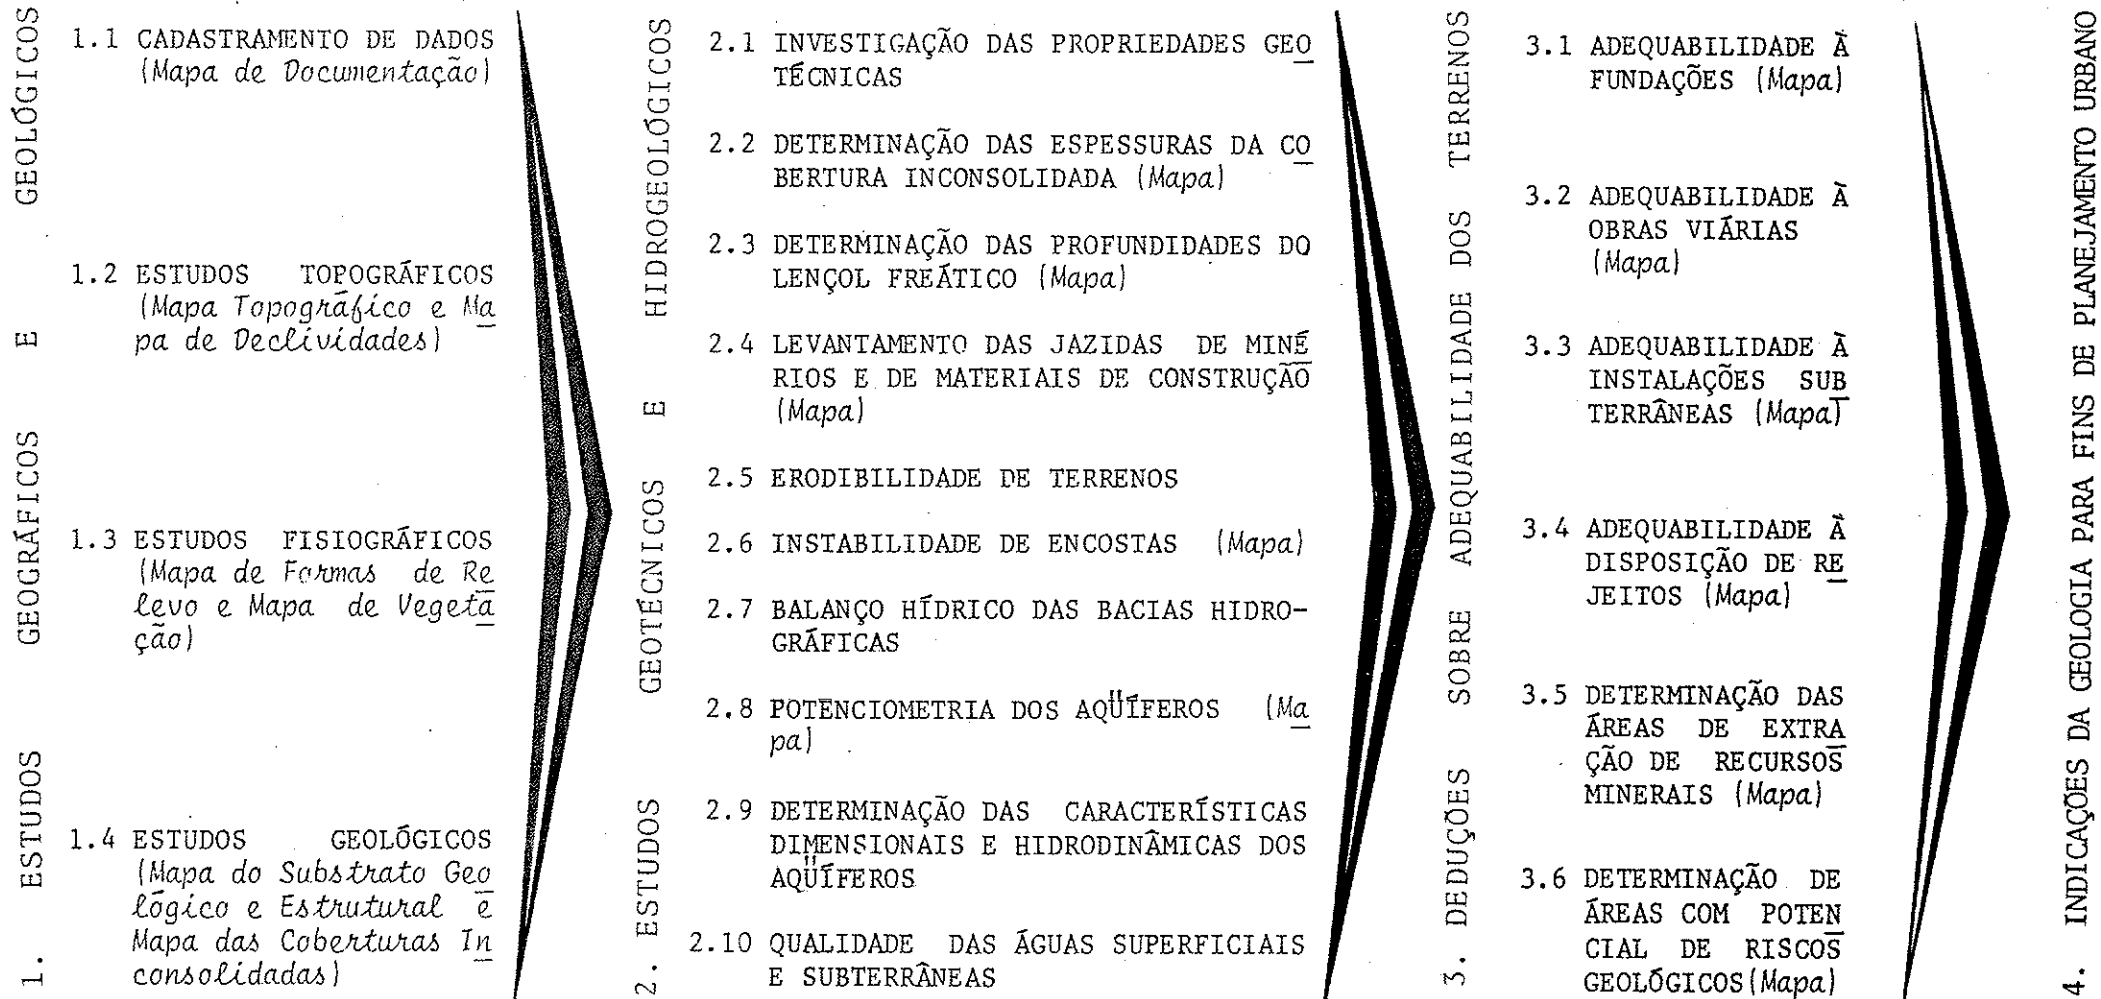 1. ESTUDOS GEOGRÁFICOS E GEOLÓGICOS
1.1 CADASTRAMENTO DE DADOS
(Mapa de Documentação)
1.2 ESTUDOS TOPOGRÁFICOS
(Mapa Topográfico e Ma
pa de Declividades)
1.3 ESTUDOS FISIOGRÁFICOS
(Mapa de Formas de Re
levo e Mapa de Vegeta
ção)
1.4 ESTUDOS GEOLÓGICOS
(Mapa do Substrato Geo
lógico e Estrutural e
Mapa das Coberturas In
consolidadas)
2. ESTUDOS GEOTÉCNICOS E HIDROGEOLÓGICOS
2.1 INVESTIGAÇÃO DAS PROPRIEDADES GEO
TÉCNICAS
2.2 DETERMINAÇÃO DAS ESPESSURAS DA CO
BERTURA INCONSOLIDADA (Mapa)
2.3 DETERMINAÇÃO DAS PROFUNDIDADES DO
LENÇOL FREÁTICO (Mapa)
2.4 LEVANTAMENTO DAS JAZIDAS DE MINÉ
RIOS E DE MATERIAIS DE CONSTRUÇÃO
(Mapa)
2.5 ERODIBILIDADE DE TERRENOS
2.6 INSTABILIDADE DE ENCOSTAS (Mapa)
2.7 BALANÇO HÍDRICO DAS BACIAS HIDRO-
GRÁFICAS
2.8 POTENCIOMETRIA DOS AQÜÍFEROS (Ma
pa)
2.9 DETERMINAÇÃO DAS CARACTERÍSTICAS
DIMENSIONAIS E HIDRODINÂMICAS DOS
AQÜÍFEROS
2.10 QUALIDADE DAS ÁGUAS SUPERFICIAIS
E SUBTERRÂNEAS
3. DEDUÇÕES SOBRE ADEQUABILIDADE DOS TERRENOS
3.1 ADEQUABILIDADE À
FUNDAÇÕES (Mapa)
3.2 ADEQUABILIDADE À
OBRAS VIÁRIAS
(Mapa)
3.3 ADEQUABILIDADE À
INSTALAÇÕES SUB
TERRÂNEAS (Mapa)
3.4 ADEQUABILIDADE À
DISPOSIÇÃO DE RE
JEITOS (Mapa)
3.5 DETERMINAÇÃO DAS
ÁREAS DE EXTRA
ÇÃO DE RECURSOS
MINERAIS (Mapa)
3.6 DETERMINAÇÃO DE
ÁREAS COM POTEN
CIAL DE RISCOS
GEOLÓGICOS(Mapa)
4. INDICAÇÕES DA GEOLOGIA PARA FINS DE PLANEJAMENTO URBANO